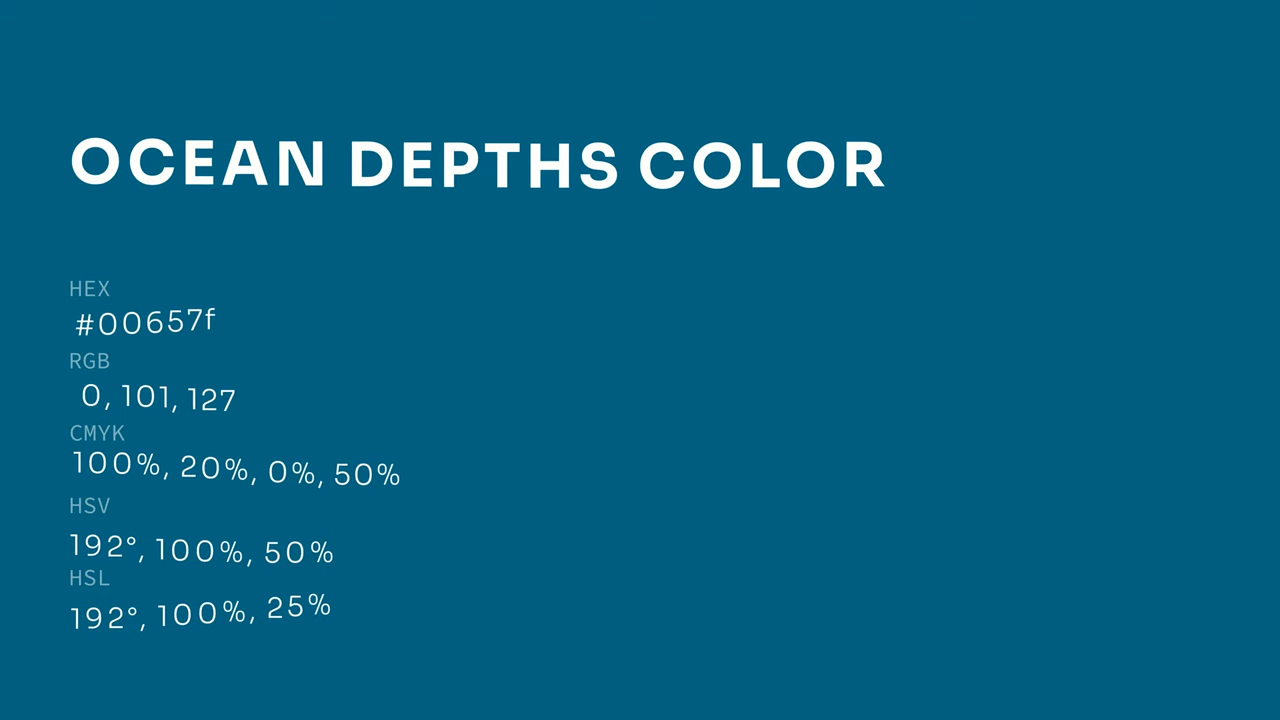 OCEAN DEPTHS COLOR
HEX
#00657f
RGB
0, 101, 127
CMYK
100%, 20%, 0%, 50%
HSV
192°, 100%, 50%
HSL
192°, 100%, 25%